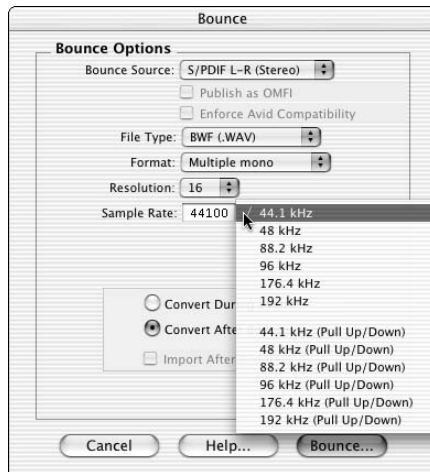 Bounce
Bounce Options
Bounce Source: S/PDIF L-R (Stereo)
Publish as OMFI
Enforce Avid Compatibility
File Type: BWF (.WAV)
Format: Multiple mono
Resolution: 16
Sample Rate: 44100
√ 44.1 kHz
48 kHz
88.2 kHz
96 kHz
176.4 kHz
192 kHz
44.1 kHz (Pull Up/Down)
48 kHz (Pull Up/Down)
88.2 kHz (Pull Up/Down)
96 kHz (Pull Up/Down)
176.4 kHz (Pull Up/Down)
192 kHz (Pull Up/Down)
Convert Du
Convert After
Import After
Cancel Help... Bounce...